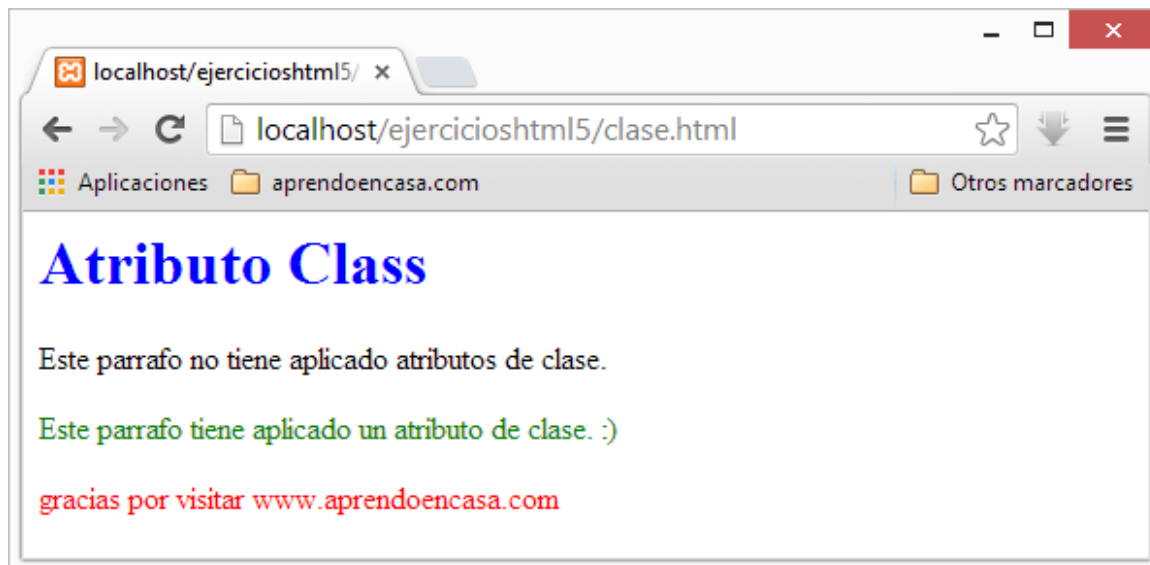 localhost/ejercicioshtml5/
localhost/ejercicioshtml5/clase.html
Aplicaciones aprendoencasa.com Otros marcadores
Atributo Class
Este parrafo no tiene aplicado atributos de clase.
Este parrafo tiene aplicado un atributo de clase. :)
gracias por visitar www.aprendoencasa.com